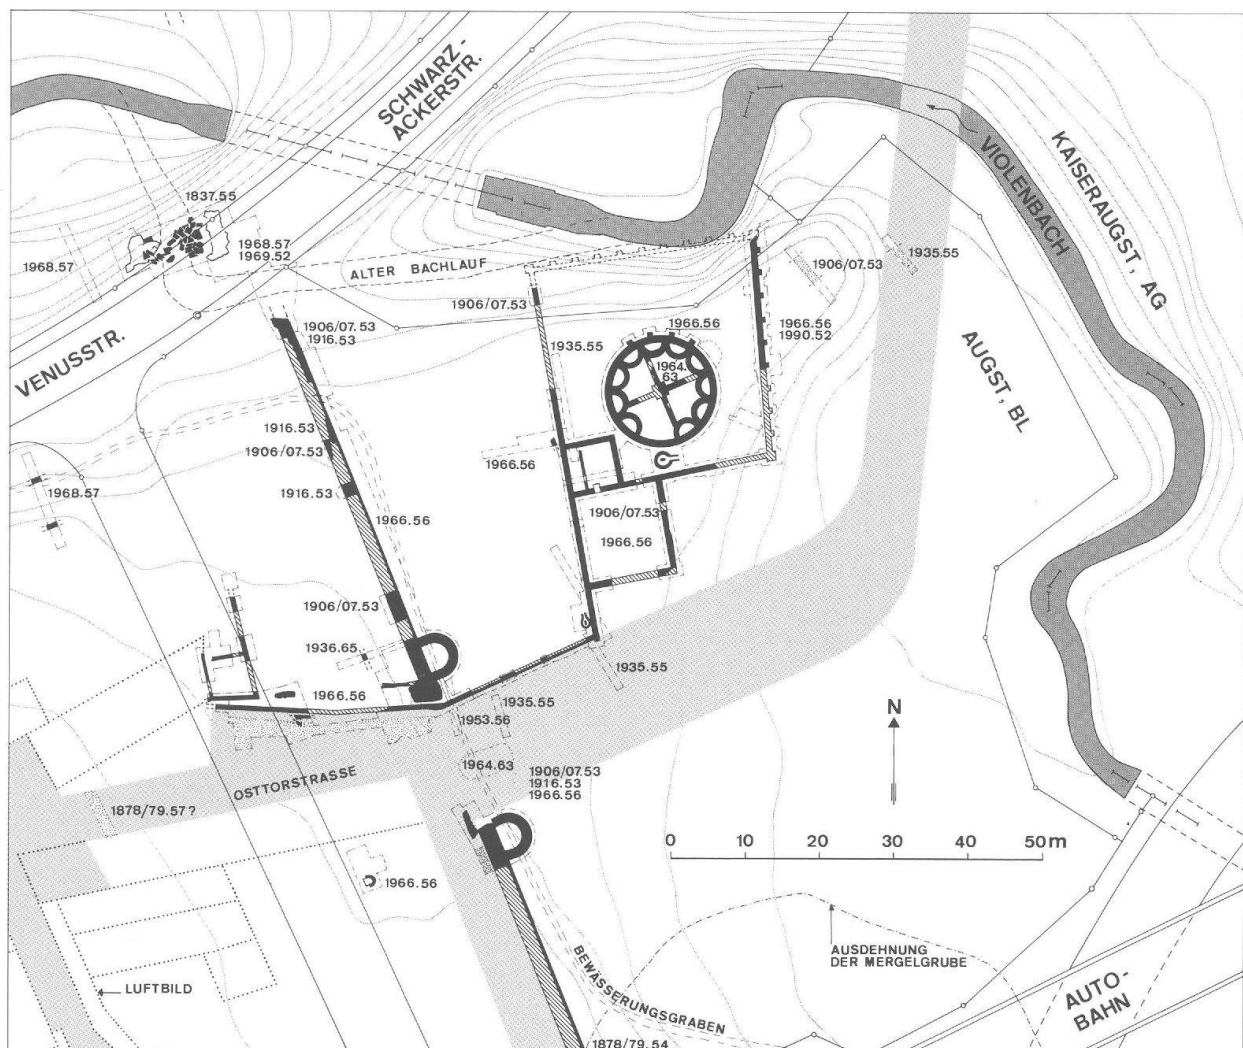 SCHWARZ-
ACKERSTR.
1837.55
1968.57
1968.57
1969.52
VIOLENBACH
KAISERAUGST, AG
1906/07.53
1935.55
ALTER BACHLAUF
1906/07.53
VENUSSTR.
1906/07.53
1916.53
1966.56
1966.56
1990.52
AUGST, BL
1935.55
1964.
63
1916.53
1906/07.53
1966.56
1968.57
1916.53
1906/07.53
1966.56
1966.56
1906/07.53
1936.65
1935.55
1966.56
1935.55
1953.56
N
1964.63
1906/07.53
1916.53
1966.56
OSTTORSTRASSE
1878/79.57?
0 10 20 30 40 50m
1966.56
AUSDEHNUNG
DER MERGELGRUBE
BEWÄSSERUNGSGRABEN
LUFTBILD
AUTO-
BAHN
1878/79.54